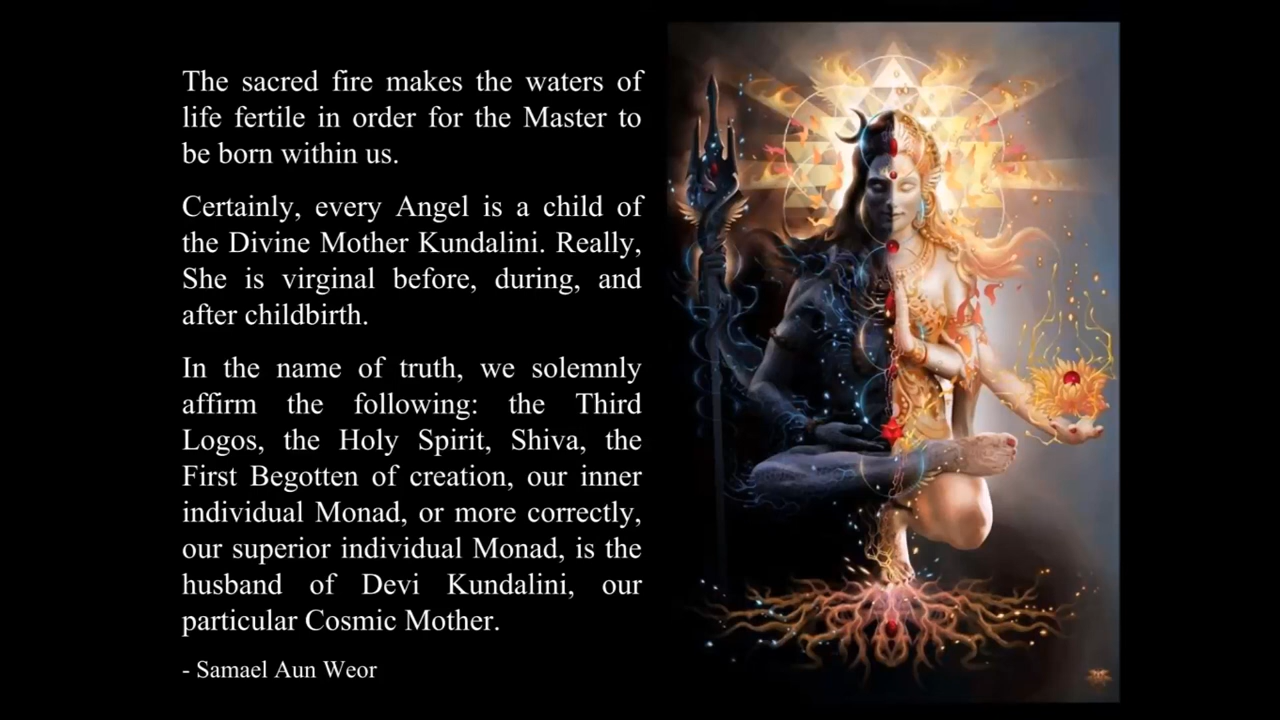 The sacred fire makes the waters of
life fertile in order for the Master to
be born within us.
Certainly, every Angel is a child of
the Divine Mother Kundalini. Really,
She is virginal before, during, and
after childbirth.
In the name of truth, we solemnly
affirm the following: the Third
Logos, the Holy Spirit, Shiva, the
First Begotten of creation, our inner
individual Monad, or more correctly,
our superior individual Monad, is the
husband of Devi Kundalini, our
particular Cosmic Mother.
- Samael Aun Weor